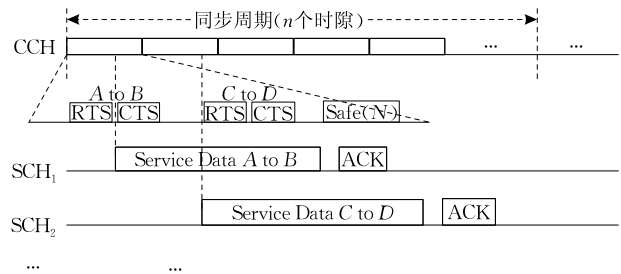 同步周期(n个时隙)
CCH ... ...
A to B C to D
RTS CTS RTS CTS Safe(N)
SCH₁ Service Data A to B ACK
SCH₂ Service Data C to D ACK
... ...